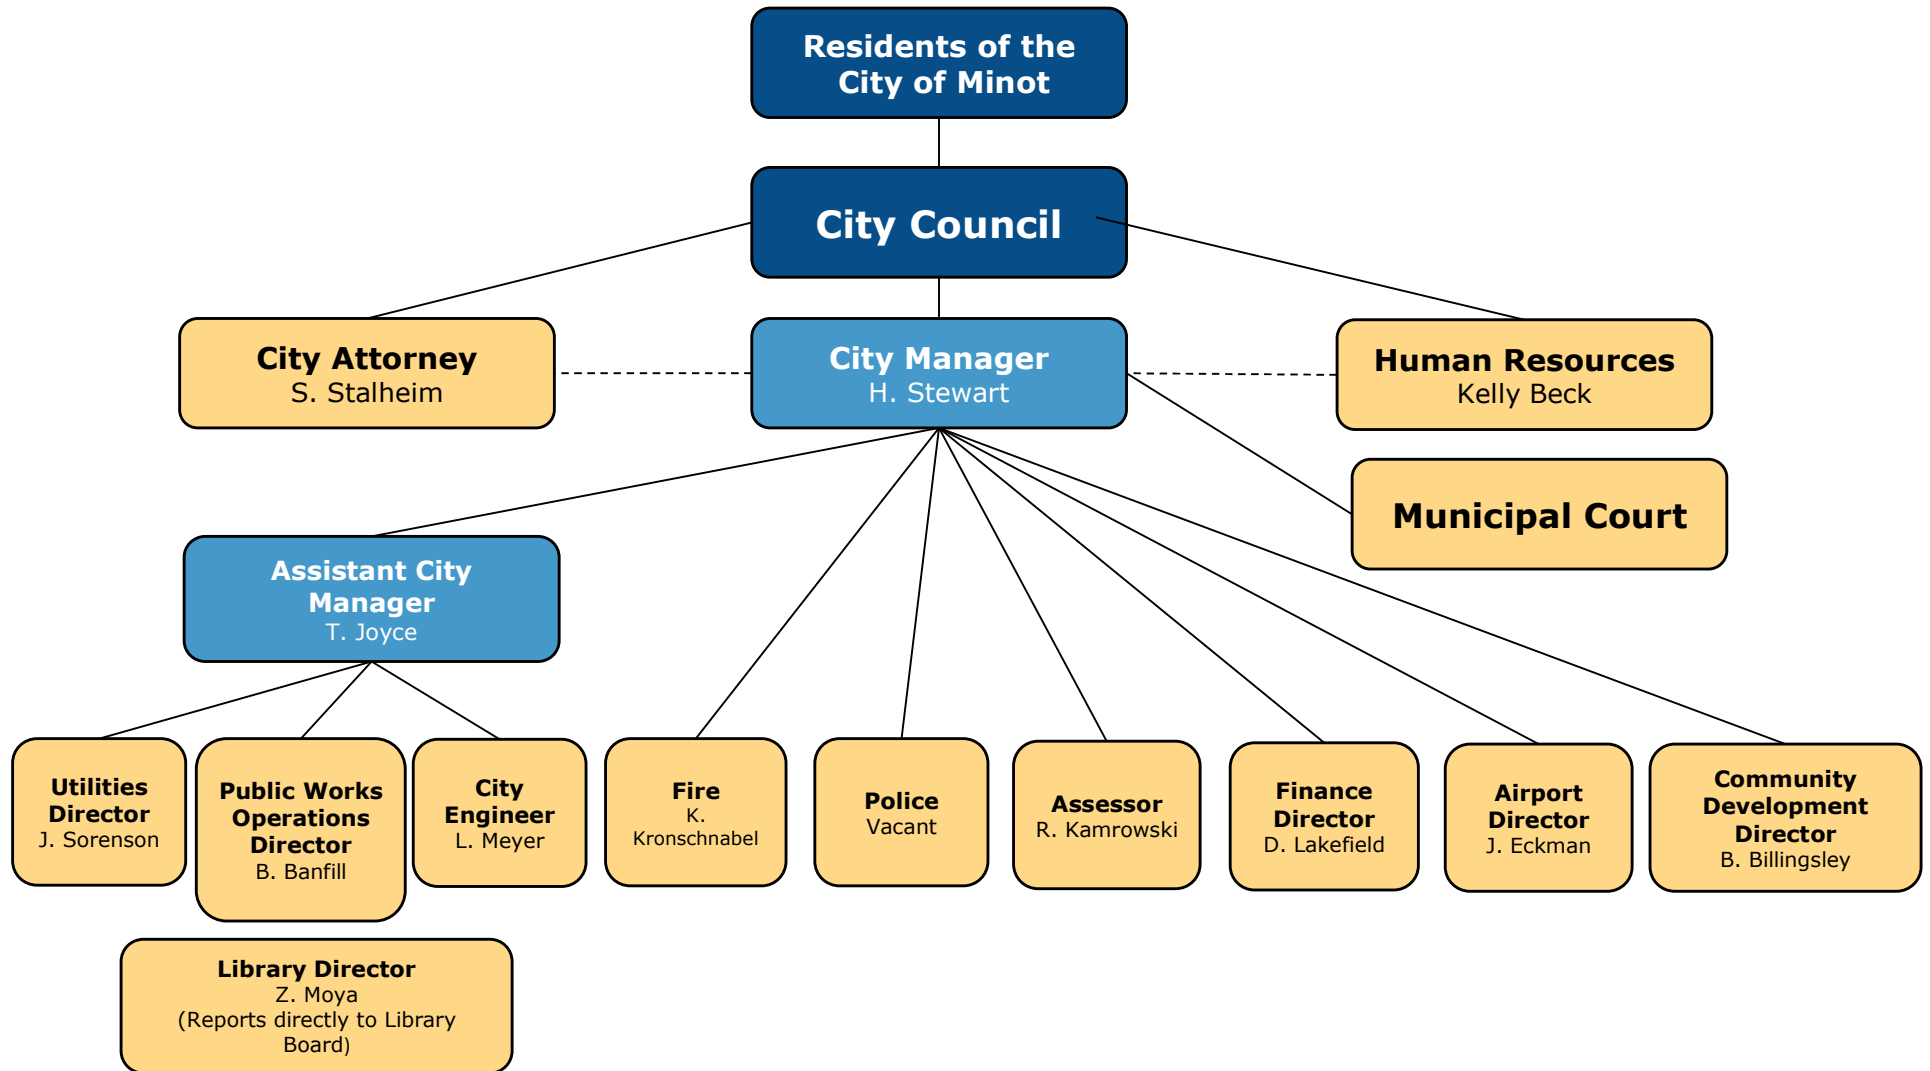 Residents of the
City of Minot
City Council
City Attorney
S. Stalheim
City Manager
H. Stewart
Human Resources
Kelly Beck
Municipal Court
Assistant City
Manager
T. Joyce
Utilities
Director
J. Sorenson
Public Works
Operations
Director
B. Banfill
City
Engineer
L. Meyer
Fire
K.
Kronschnabel
Police
Vacant
Assessor
R. Kamrowski
Finance
Director
D. Lakefield
Airport
Director
J. Eckman
Community
Development
Director
B. Billingsley
Library Director
Z. Moya
(Reports directly to Library
Board)